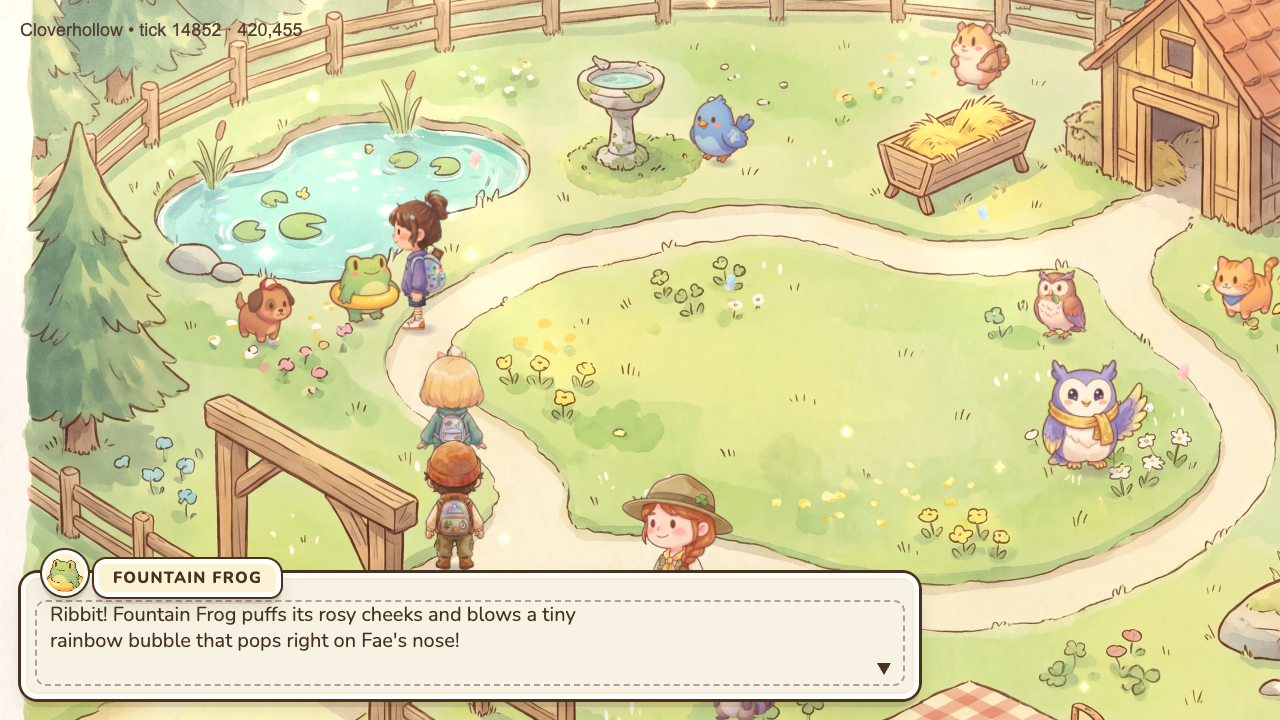 Cloverhollow • tick 14852 · 420,455
FOUNTAIN FROG
Ribbit! Fountain Frog puffs its rosy cheeks and blows a tiny
rainbow bubble that pops right on Fae's nose!